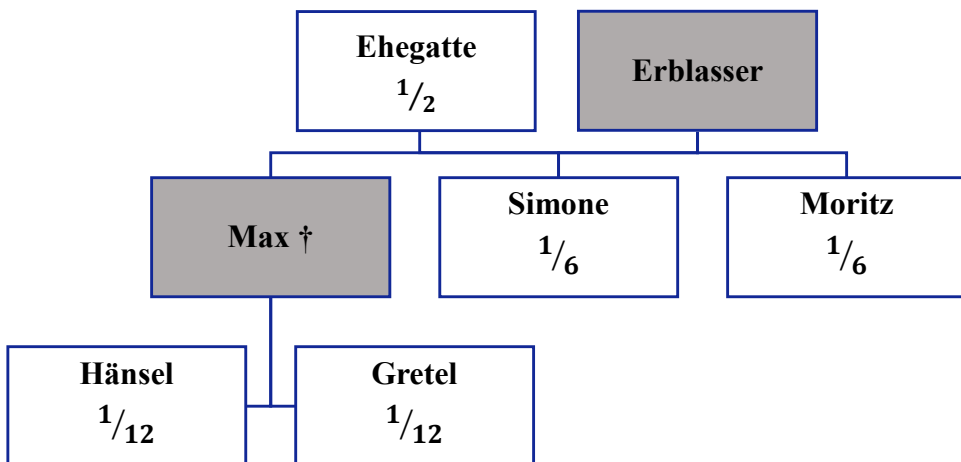 Ehegatte
1/2
Erblasser
Max †
Simone
1/6
Moritz
1/6
Hänsel
1/12
Gretel
1/12